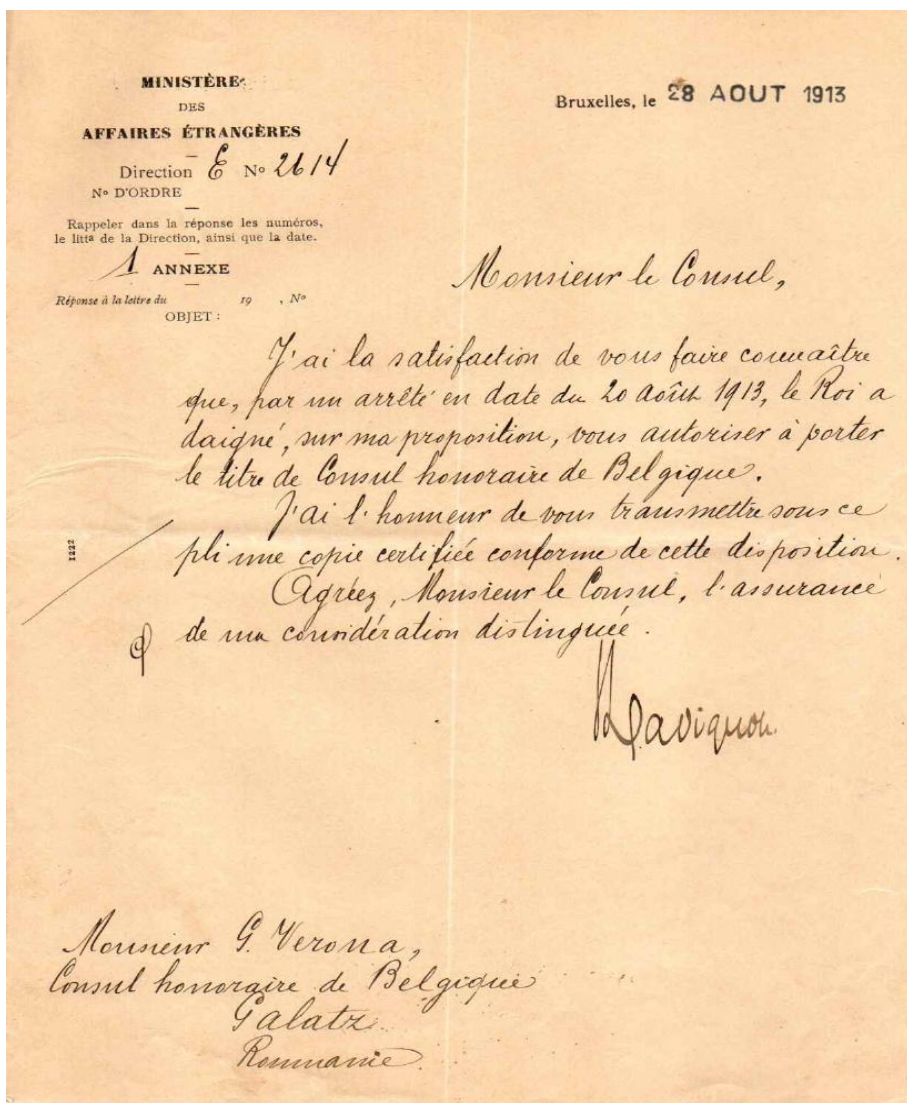 MINISTÈRE
DES
AFFAIRES ÉTRANGÈRES
Direction E No 2614
No D'ORDRE
Rappeler dans la réponse les numéros,
le litta de la Direction, ainsi que la date.
1 ANNEXE
Réponse à la lettre du 19 , No
OBJET :
Bruxelles, le 28 AOUT 1913
Monsieur le Consul,
J'ai la satisfaction de vous faire connaître
que, par un arrêté en date du 20 Août 1913, le Roi a
daigné, sur ma proposition, vous autoriser à porter
le titre de Consul honoraire de Belgique.
J'ai l'honneur de vous transmettre sous ce
pli une copie certifiée conforme de cette disposition.
Agréez, Monsieur le Consul, l'assurance
de ma considération distinguée.
1222
Davignon
Monsieur G. Verona,
Consul honoraire de Belgique
Galatz
Roumanie.